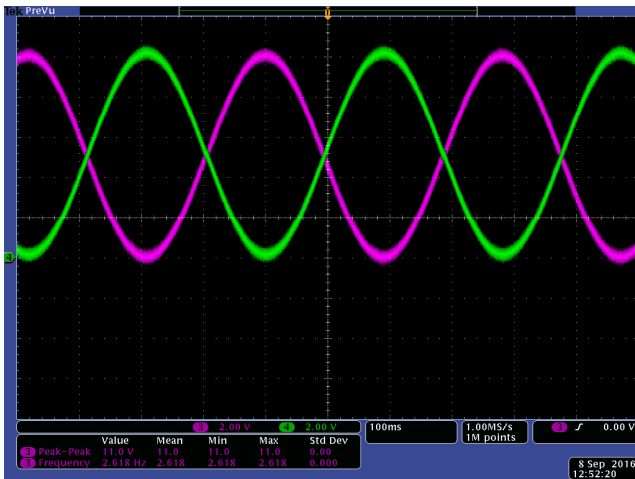 Tek PreVu
4
3 2.00 V 4 2.00 V 100ms 1.00MS/s 3 0.00 V
1M points
Value Mean Min Max Std Dev
3 Peak-Peak 11.0 V 11.0 11.0 11.0 0.00
3 Frequency 2.618 Hz 2.618 2.618 2.618 0.000
8 Sep 2016
12:52:20